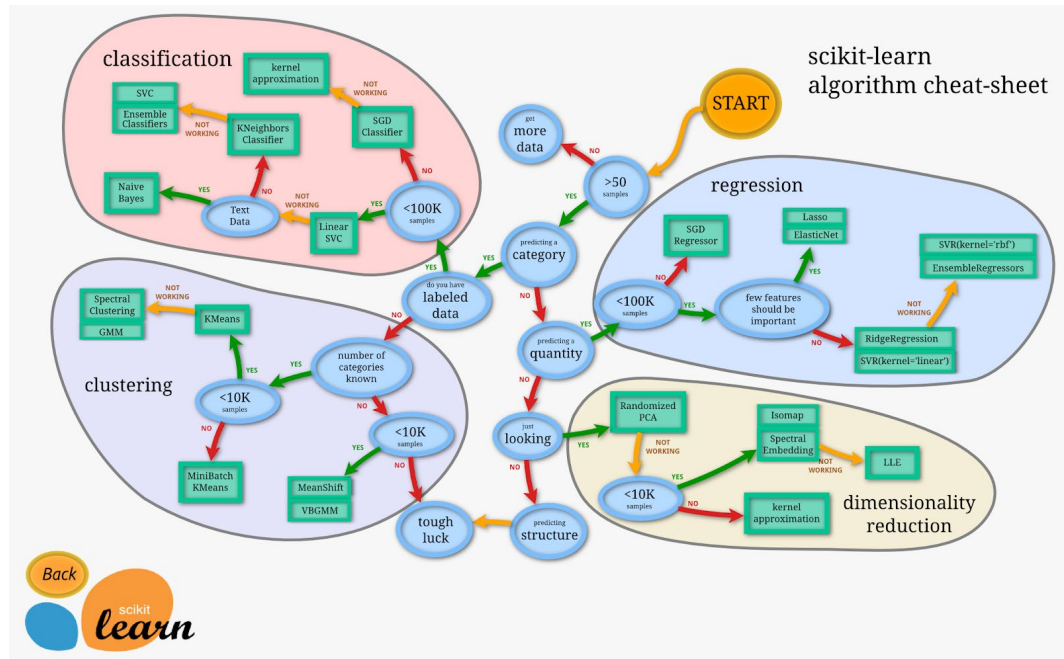 scikit-learn
algorithm cheat-sheet
START
classification
kernel
approximation
NOT
WORKING
SVC
Ensemble
Classifiers
NOT
WORKING
KNeighbors
Classifier
SGD
Classifier
NO
Naive
Bayes
YES
Text
Data
NO
NOT
WORKING
Linear
SVC
YES
<100K
samples
YES
get
more
data
NO
>50
samples
YES
predicting a
category
YES
NO
do you have
labeled
data
NO
predicting a
quantity
YES
NO
just
looking
YES
NO
predicting
structure
tough
luck
regression
SGD
Regressor
NO
<100K
samples
YES
Lasso
ElasticNet
YES
few features
should be
important
NO
SVR(kernel='rbf')
EnsembleRegressors
NOT
WORKING
RidgeRegression
SVR(kernel='linear')
clustering
Spectral
Clustering
GMM
NOT
WORKING
KMeans
YES
<10K
samples
YES
number of
categories
known
NO
NO
MiniBatch
KMeans
<10K
samples
YES
NO
MeanShift
VBGMM
Randomized
PCA
NOT
WORKING
<10K
samples
YES
NO
Isomap
Spectral
Embedding
NOT
WORKING
LLE
kernel
approximation
dimensionality
reduction
Back
scikit
learn